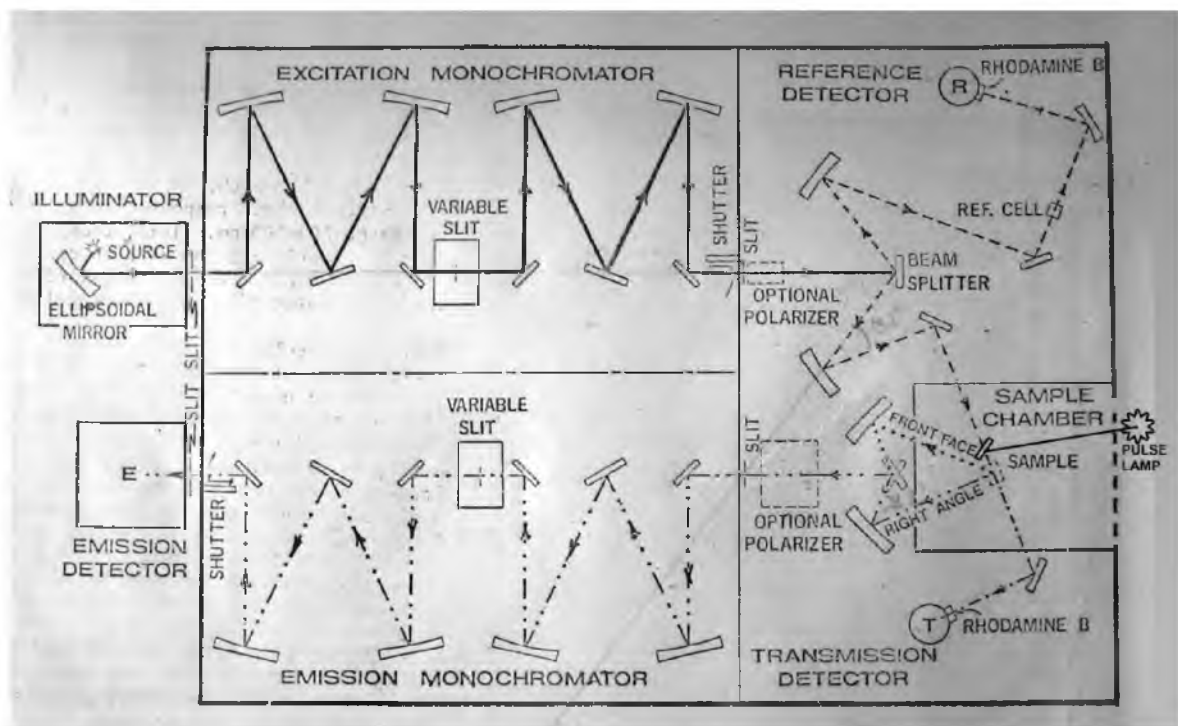 EXCITATION MONOCHROMATOR
REFERENCE
DETECTOR
RHODAMINE B
R
ILLUMINATOR
SOURCE
ELLIPSOIDAL
MIRROR
SLIT
VARIABLE
SLIT
SHUTTER
SLIT
OPTIONAL
POLARIZER
REF. CELL
BEAM
SPLITTER
SLIT
E
EMISSION
DETECTOR
SHUTTER
VARIABLE
SLIT
SLIT
OPTIONAL
POLARIZER
SAMPLE
CHAMBER
FRONT FACE
SAMPLE
RIGHT ANGLE
PULSE
LAMP
T
RHODAMINE B
EMISSION MONOCHROMATOR
TRANSMISSION
DETECTOR